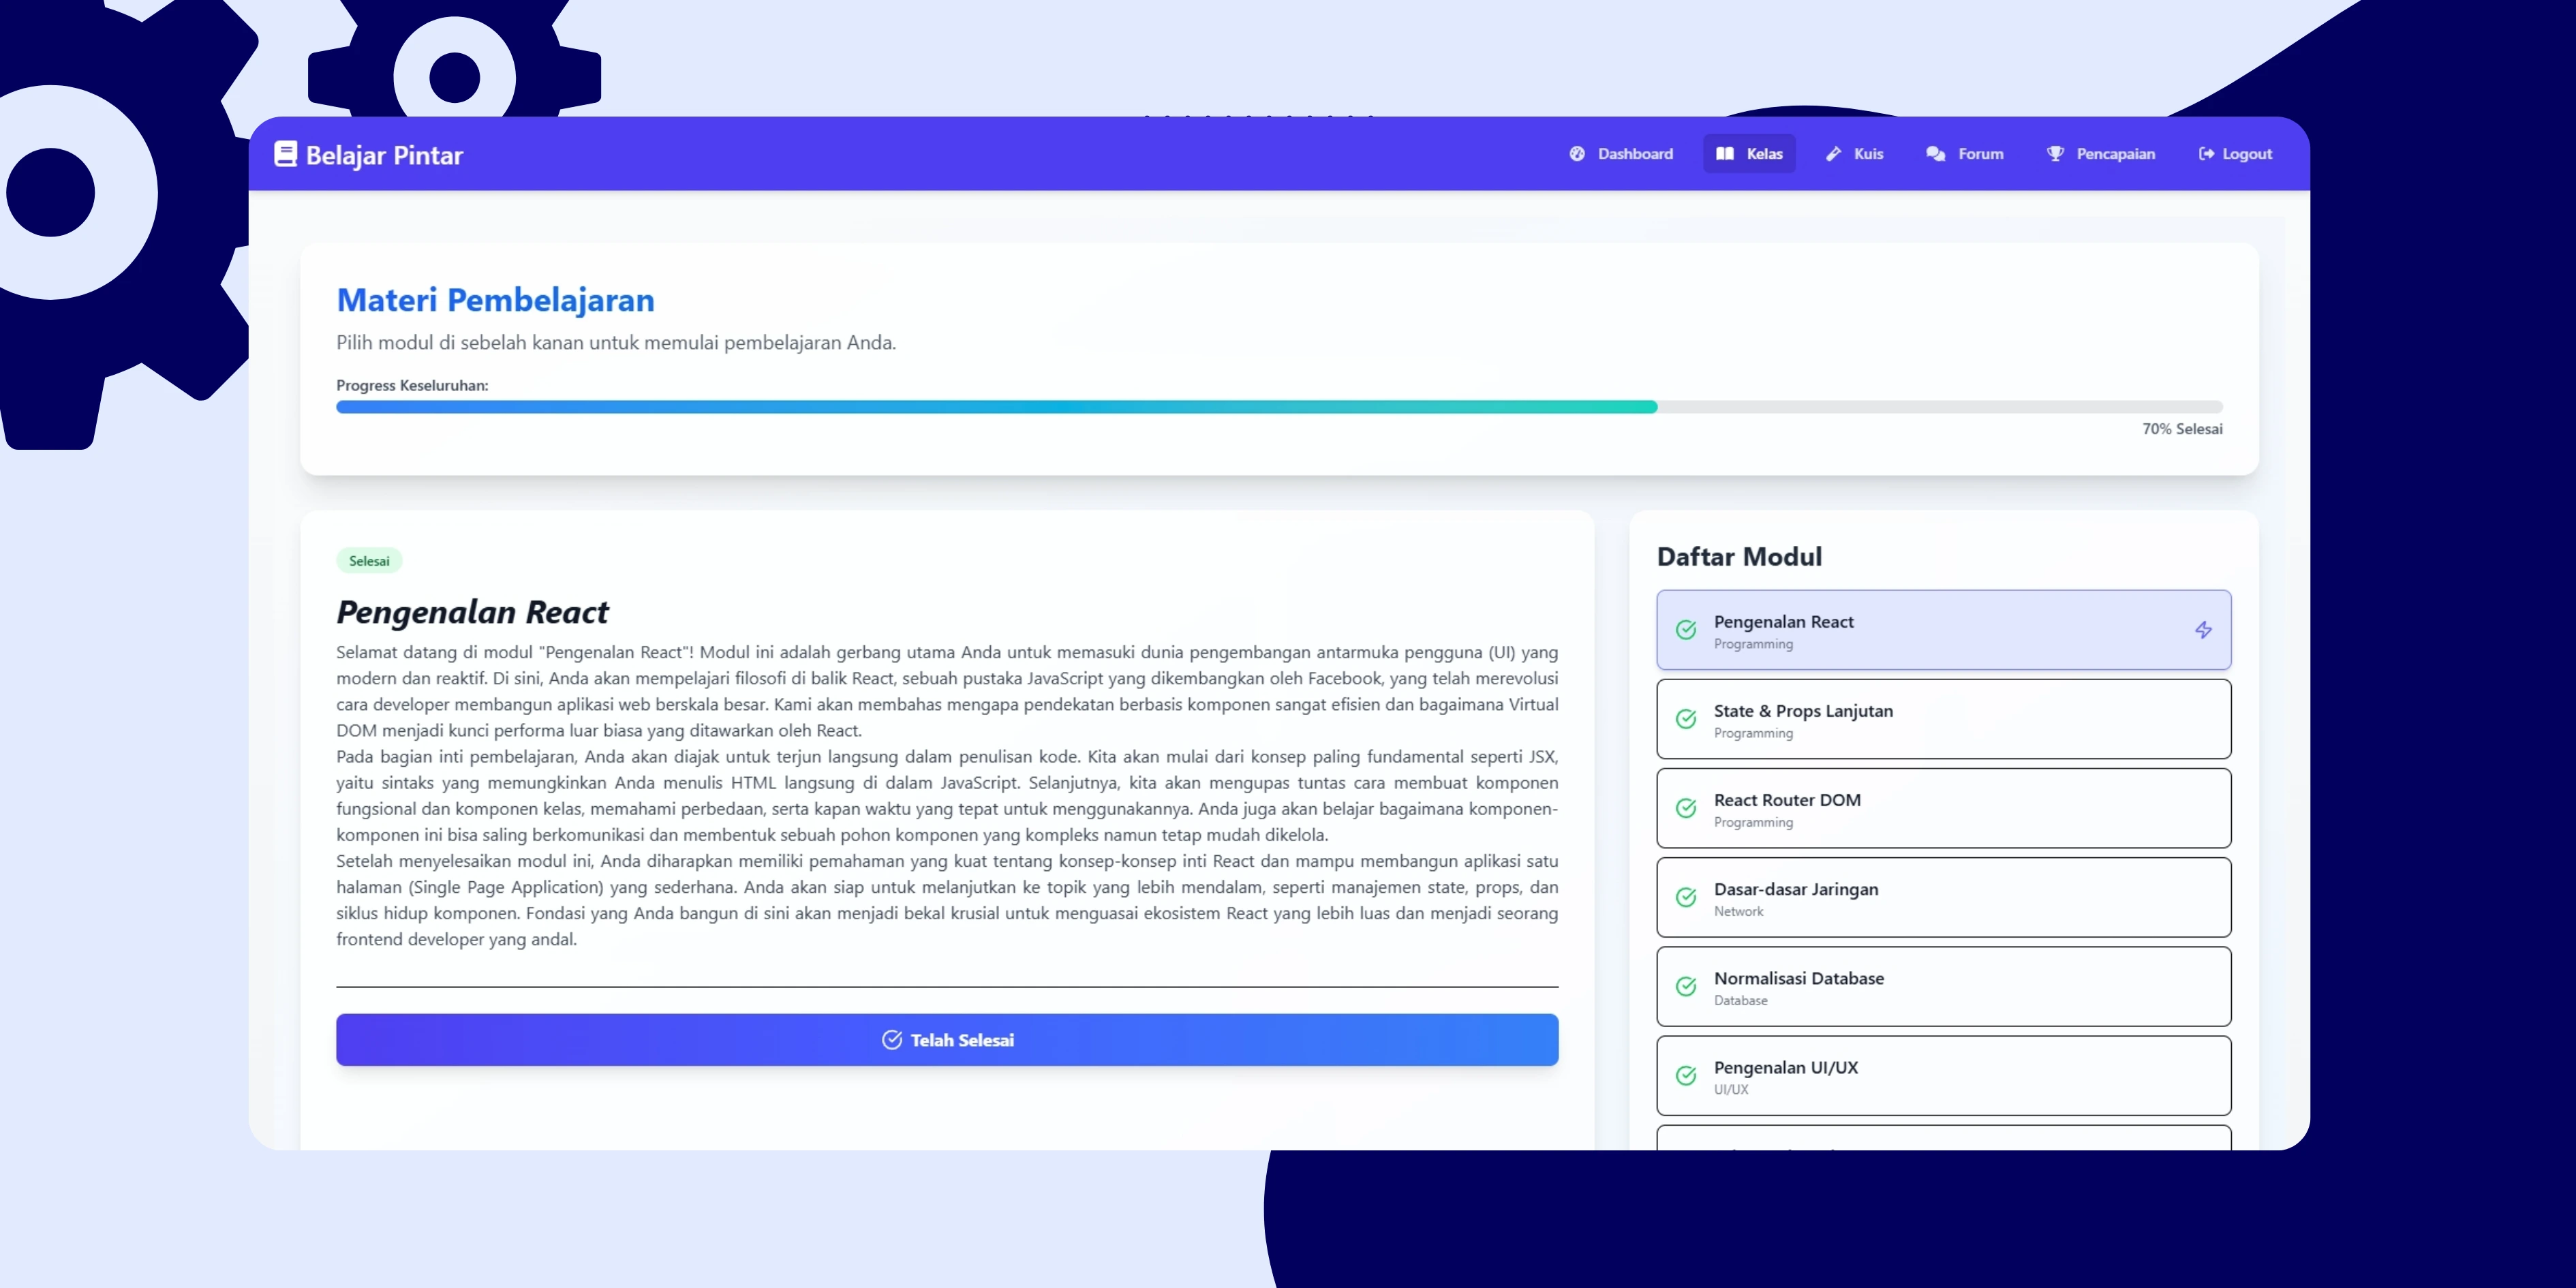 Belajar Pintar
Dashboard
Kelas
Kuis
Forum
Pencapaian
Logout
Materi Pembelajaran
Pilih modul di sebelah kanan untuk memulai pembelajaran Anda.
Progress Keseluruhan:
70% Selesai
Selesai
Pengenalan React
Selamat datang di modul "Pengenalan React"! Modul ini adalah gerbang utama Anda untuk memasuki dunia pengembangan antarmuka pengguna (UI) yang
modern dan reaktif. Di sini, Anda akan mempelajari filosofi di balik React, sebuah pustaka JavaScript yang dikembangkan oleh Facebook, yang telah merevolusi
cara developer membangun aplikasi web berskala besar. Kami akan membahas mengapa pendekatan berbasis komponen sangat efisien dan bagaimana Virtual
DOM menjadi kunci performa luar biasa yang ditawarkan oleh React.
Pada bagian inti pembelajaran, Anda akan diajak untuk terjun langsung dalam penulisan kode. Kita akan mulai dari konsep paling fundamental seperti JSX,
yaitu sintaks yang memungkinkan Anda menulis HTML langsung di dalam JavaScript. Selanjutnya, kita akan mengupas tuntas cara membuat komponen
fungsional dan komponen kelas, memahami perbedaan, serta kapan waktu yang tepat untuk menggunakannya. Anda juga akan belajar bagaimana komponen-
komponen ini bisa saling berkomunikasi dan membentuk sebuah pohon komponen yang kompleks namun tetap mudah dikelola.
Setelah menyelesaikan modul ini, Anda diharapkan memiliki pemahaman yang kuat tentang konsep-konsep inti React dan mampu membangun aplikasi satu
halaman (Single Page Application) yang sederhana. Anda akan siap untuk melanjutkan ke topik yang lebih mendalam, seperti manajemen state, props, dan
siklus hidup komponen. Fondasi yang Anda bangun di sini akan menjadi bekal krusial untuk menguasai ekosistem React yang lebih luas dan menjadi seorang
frontend developer yang andal.
Telah Selesai
Daftar Modul
Pengenalan React
Programming
State & Props Lanjutan
Programming
React Router DOM
Programming
Dasar-dasar Jaringan
Network
Normalisasi Database
Database
Pengenalan UI/UX
UI/UX